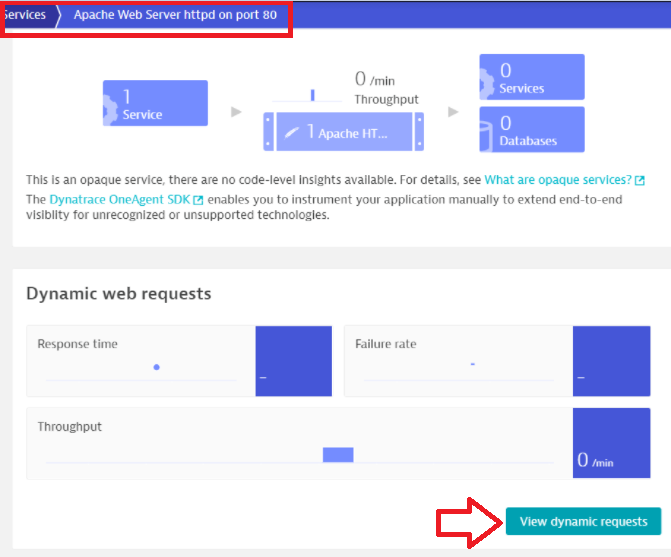 Services
Apache Web Server httpd on port 80
0 /min
Throughput
1
Service
1 Apache HT...
0
Services
0
Databases
This is an opaque service, there are no code-level insights available. For details, see What are opaque services?
The Dynatrace OneAgent SDK enables you to instrument your application manually to extend end-to-end
visiblity for unrecognized or unsupported technologies.
Dynamic web requests
Response time
–
Failure rate
–
Throughput
0 /min
View dynamic requests